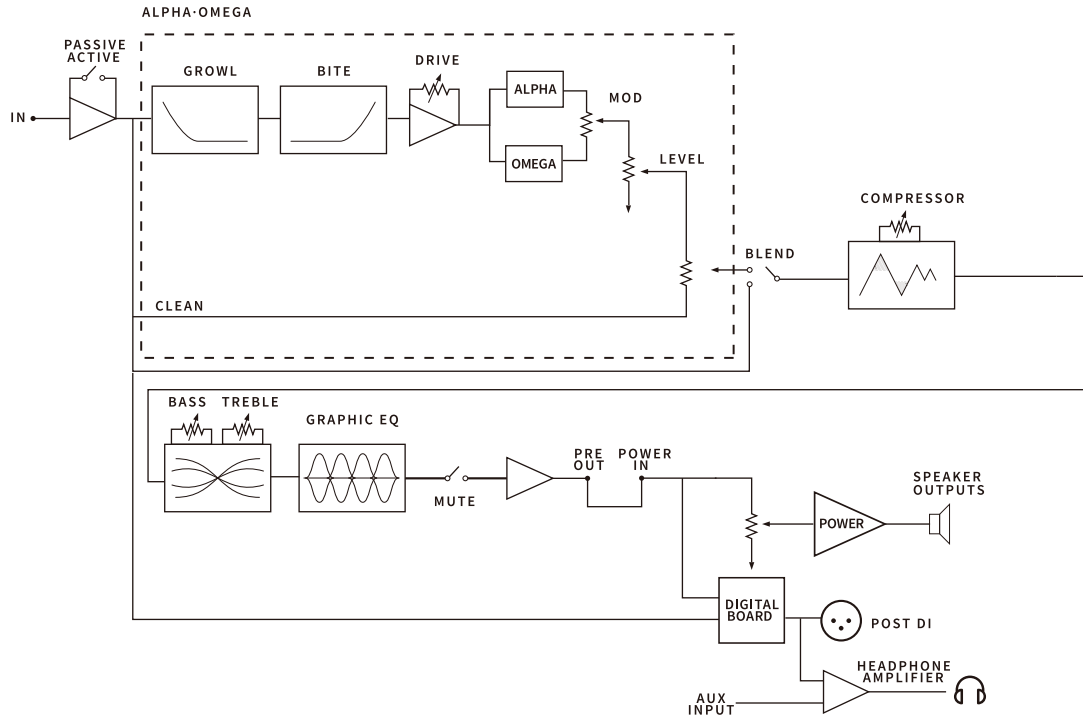 ALPHA·OMEGA
PASSIVE
ACTIVE
GROWL
BITE
DRIVE
IN
ALPHA
MOD
OMEGA
LEVEL
COMPRESSOR
BLEND
CLEAN
BASS
TREBLE
GRAPHIC EQ
MUTE
PRE
OUT
POWER
IN
SPEAKER
OUTPUTS
POWER
DIGITAL
BOARD
POST DI
HEADPHONE
AMPLIFIER
AUX
INPUT